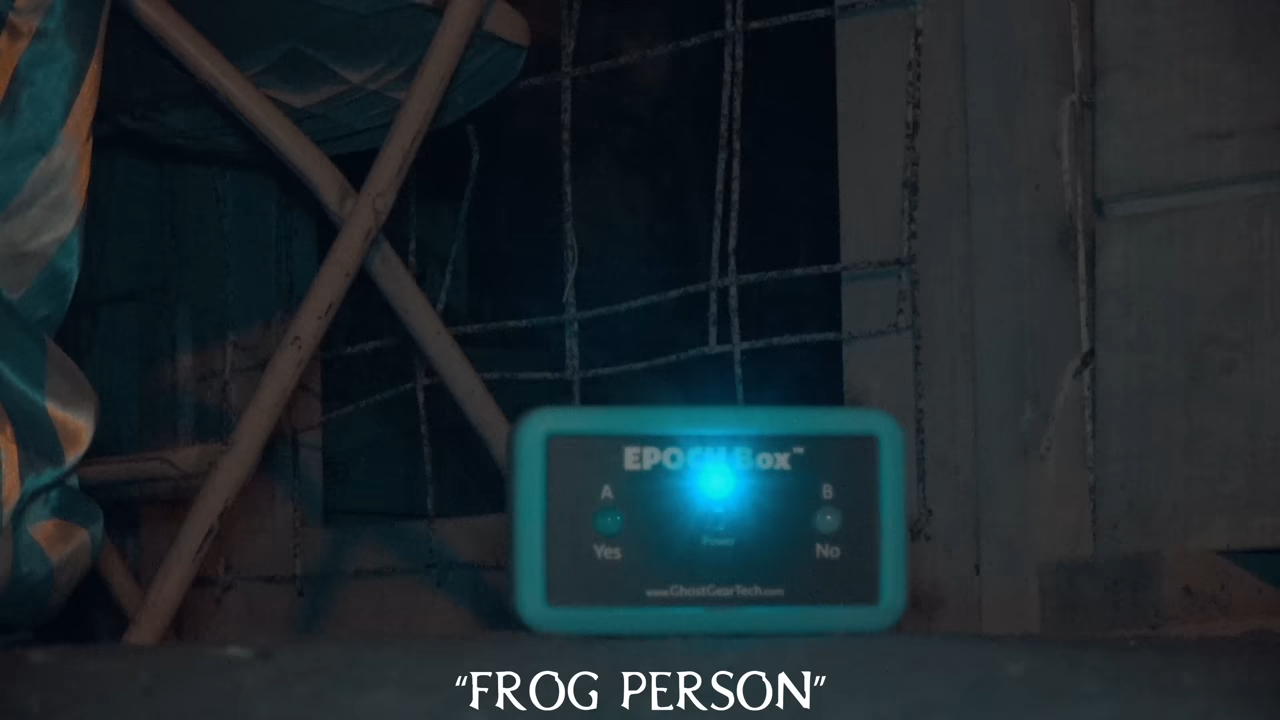 EPOCH Box™
A
B
Power
Yes
No
www.GhostGearTech.com
“FROG PERSON”